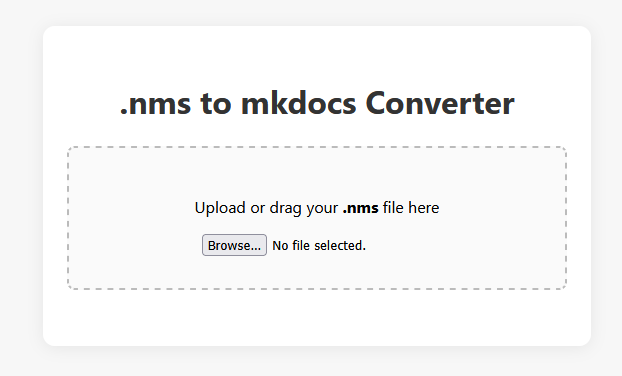 .nms to mkdocs Converter
Upload or drag your .nms file here
Browse... No file selected.